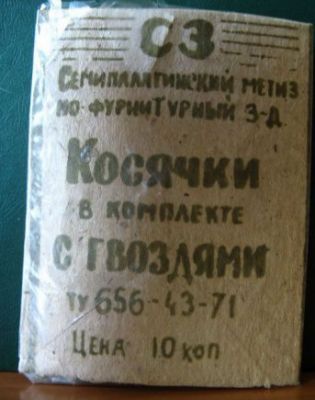 СЗ
СЕМИПАЛАТИНСКИЙ МЕТИЗ
НО-ФУРНИТУРНЫЙ З-Д
КОСЯЧКИ
В КОМПЛЕКТЕ
С ГВОЗДЯМИ
ТУ 656-43-71
ЦЕНА 10 КОП